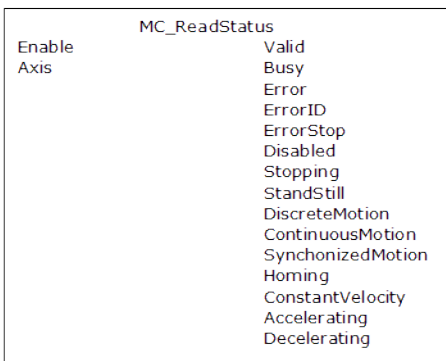 MC_ReadStatus
Enable Valid
Axis Busy
Error
ErrorID
ErrorStop
Disabled
Stopping
StandStill
DiscreteMotion
ContinuousMotion
SynchonizedMotion
Homing
ConstantVelocity
Accelerating
Decelerating